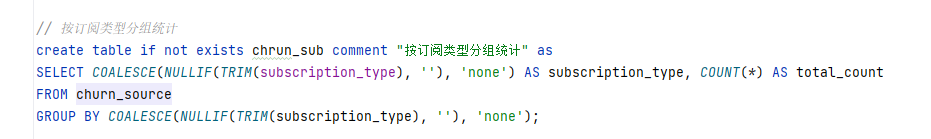 // 按订阅类型分组统计
create table if not exists chrun_sub comment "按订阅类型分组统计" as
SELECT COALESCE(NULLIF(TRIM(subscription_type), ''), 'none') AS subscription_type, COUNT(*) AS total_count
FROM churn_source
GROUP BY COALESCE(NULLIF(TRIM(subscription_type), ''), 'none');